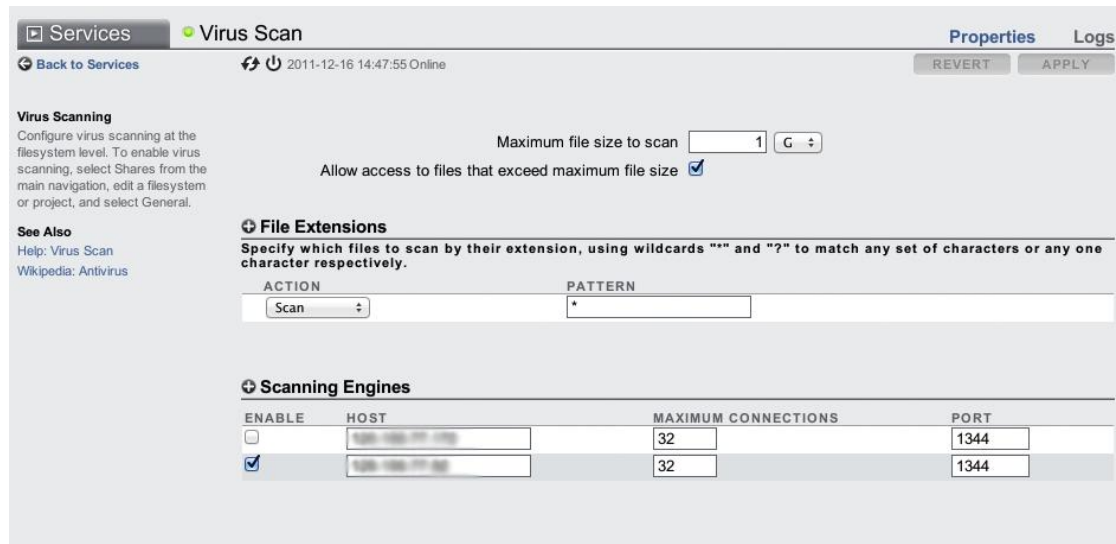 Services
Virus Scan
Properties Logs
Back to Services
2011-12-16 14:47:55 Online
REVERT APPLY
Virus Scanning
Configure virus scanning at the
filesystem level. To enable virus
scanning, select Shares from the
main navigation, edit a filesystem
or project, and select General.
See Also
Help: Virus Scan
Wikipedia: Antivirus
Maximum file size to scan 1 G
Allow access to files that exceed maximum file size
File Extensions
Specify which files to scan by their extension, using wildcards "*" and "?" to match any set of characters or any one
character respectively.
ACTION PATTERN
Scan *
Scanning Engines
ENABLE HOST MAXIMUM CONNECTIONS PORT
32 1344
32 1344